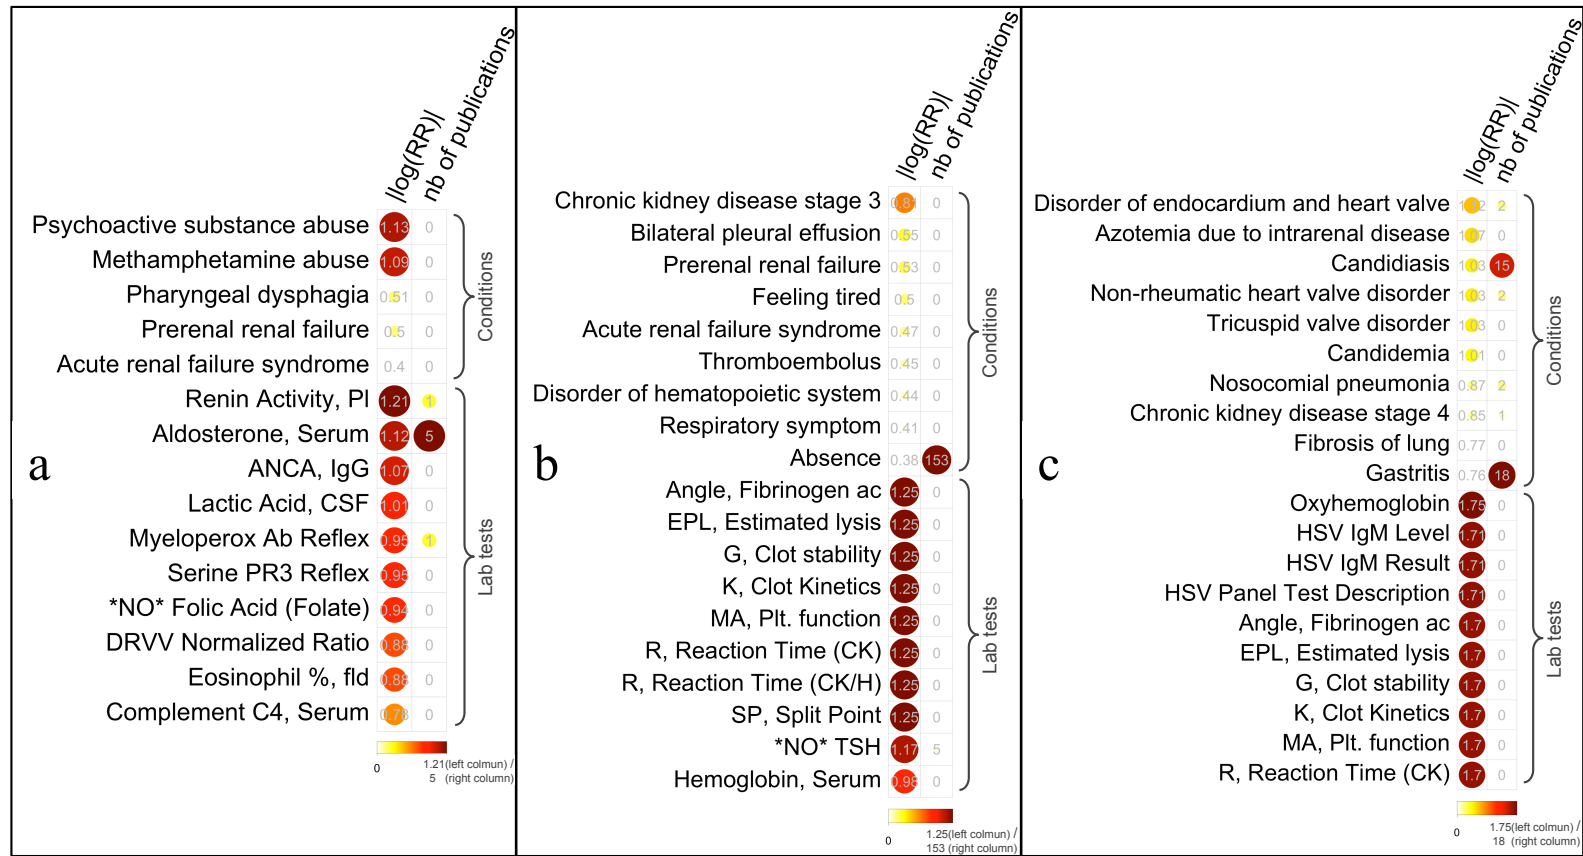 a
|log(RR)|
nb of publications
Psychoactive substance abuse 1.13 0
Methamphetamine abuse 1.09 0
Pharyngeal dysphagia 0.51 0
Prerenal renal failure 0.5 0
Acute renal failure syndrome 0.4 0
Conditions
Renin Activity, Pl 1.21 1
Aldosterone, Serum 1.12 5
ANCA, IgG 1.07 0
Lactic Acid, CSF 1.01 0
Myeloperox Ab Reflex 0.95 1
Serine PR3 Reflex 0.95 0
*NO* Folic Acid (Folate) 0.94 0
DRVV Normalized Ratio 0.88 0
Eosinophil %, fld 0.88 0
Complement C4, Serum 0.78 0
Lab tests
0
1.21(left colmun) /
5 (right column)
b
|log(RR)|
nb of publications
Chronic kidney disease stage 3 0.81 0
Bilateral pleural effusion 0.55 0
Prerenal renal failure 0.53 0
Feeling tired 0.5 0
Acute renal failure syndrome 0.47 0
Thromboembolus 0.45 0
Disorder of hematopoietic system 0.44 0
Respiratory symptom 0.41 0
Absence 0.38 153
Conditions
Angle, Fibrinogen ac 1.25 0
EPL, Estimated lysis 1.25 0
G, Clot stability 1.25 0
K, Clot Kinetics 1.25 0
MA, Plt. function 1.25 0
R, Reaction Time (CK) 1.25 0
R, Reaction Time (CK/H) 1.25 0
SP, Split Point 1.25 0
*NO* TSH 1.17 5
Hemoglobin, Serum 0.98 0
Lab tests
0
1.25(left colmun) /
153 (right column)
c
|log(RR)|
nb of publications
Disorder of endocardium and heart valve 1.12 2
Azotemia due to intrarenal disease 1.07 0
Candidiasis 1.03 15
Non-rheumatic heart valve disorder 1.03 2
Tricuspid valve disorder 1.03 0
Candidemia 1.01 0
Nosocomial pneumonia 0.87 2
Chronic kidney disease stage 4 0.85 1
Fibrosis of lung 0.77 0
Gastritis 0.76 18
Conditions
Oxyhemoglobin 1.75 0
HSV IgM Level 1.71 0
HSV IgM Result 1.71 0
HSV Panel Test Description 1.71 0
Angle, Fibrinogen ac 1.7 0
EPL, Estimated lysis 1.7 0
G, Clot stability 1.7 0
K, Clot Kinetics 1.7 0
MA, Plt. function 1.7 0
R, Reaction Time (CK) 1.7 0
Lab tests
0
1.75(left colmun) /
18 (right column)